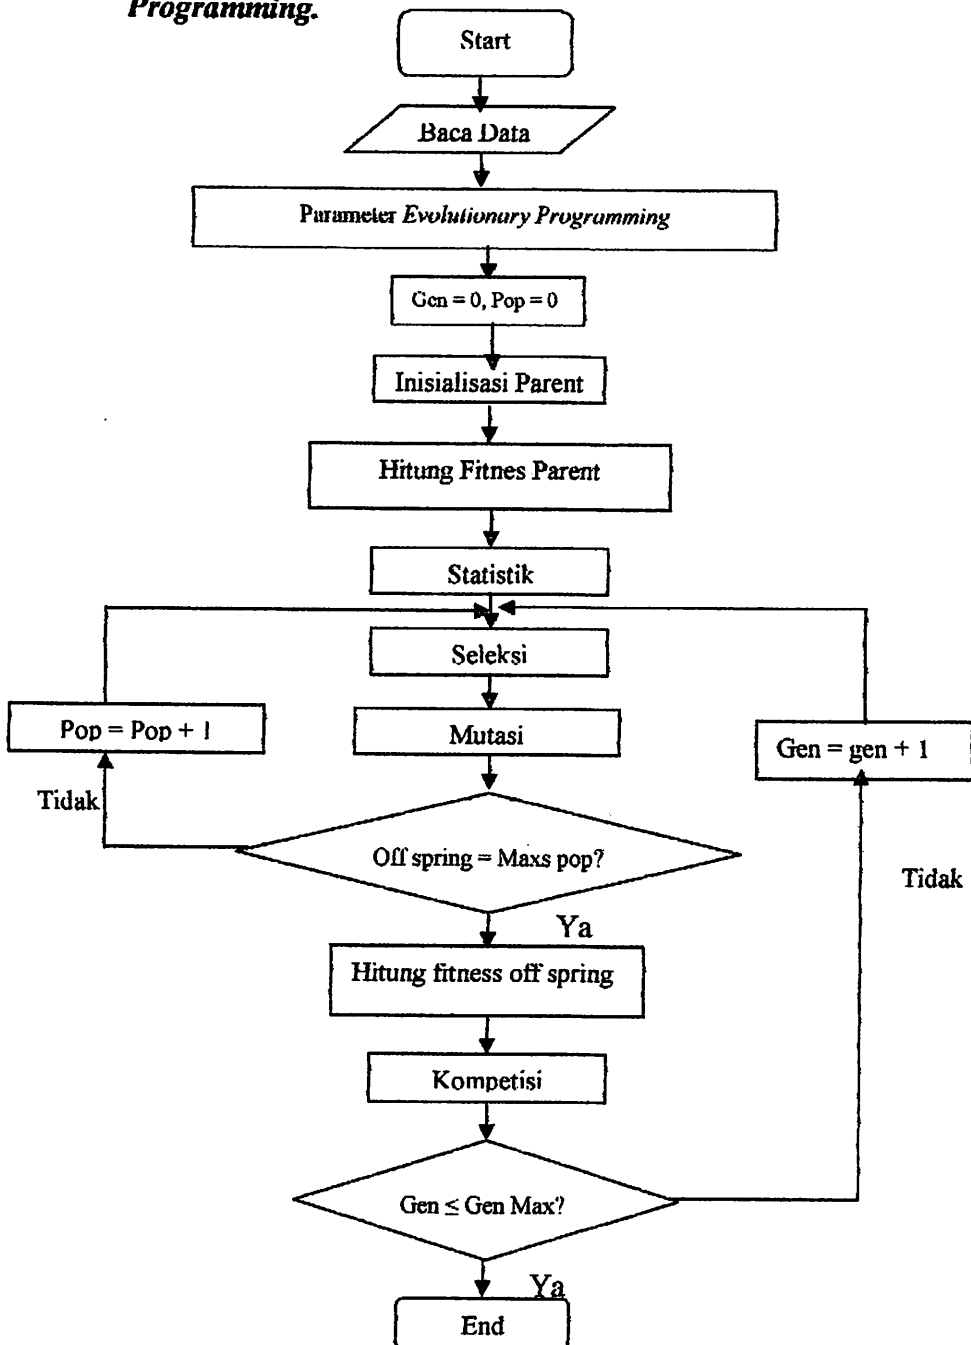 Programming.
Start
Baca Data
Parameter Evolutionary Programming
Gen = 0, Pop = 0
Inisialisasi Parent
Hitung Fitnes Parent
Statistik
Seleksi
Pop = Pop + 1
Mutasi
Gen = gen + 1
Tidak
Off spring = Maxs pop?
Tidak
Ya
Hitung fitness off spring
Kompetisi
Gen ≤ Gen Max?
Ya
End